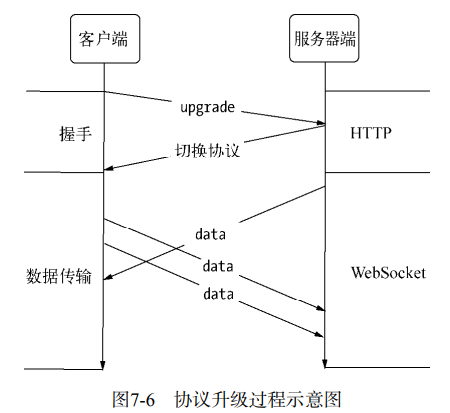 客户端
服务器端
upgrade
握手
HTTP
切换协议
data
数据传输
data
WebSocket
data
图7-6 协议升级过程示意图